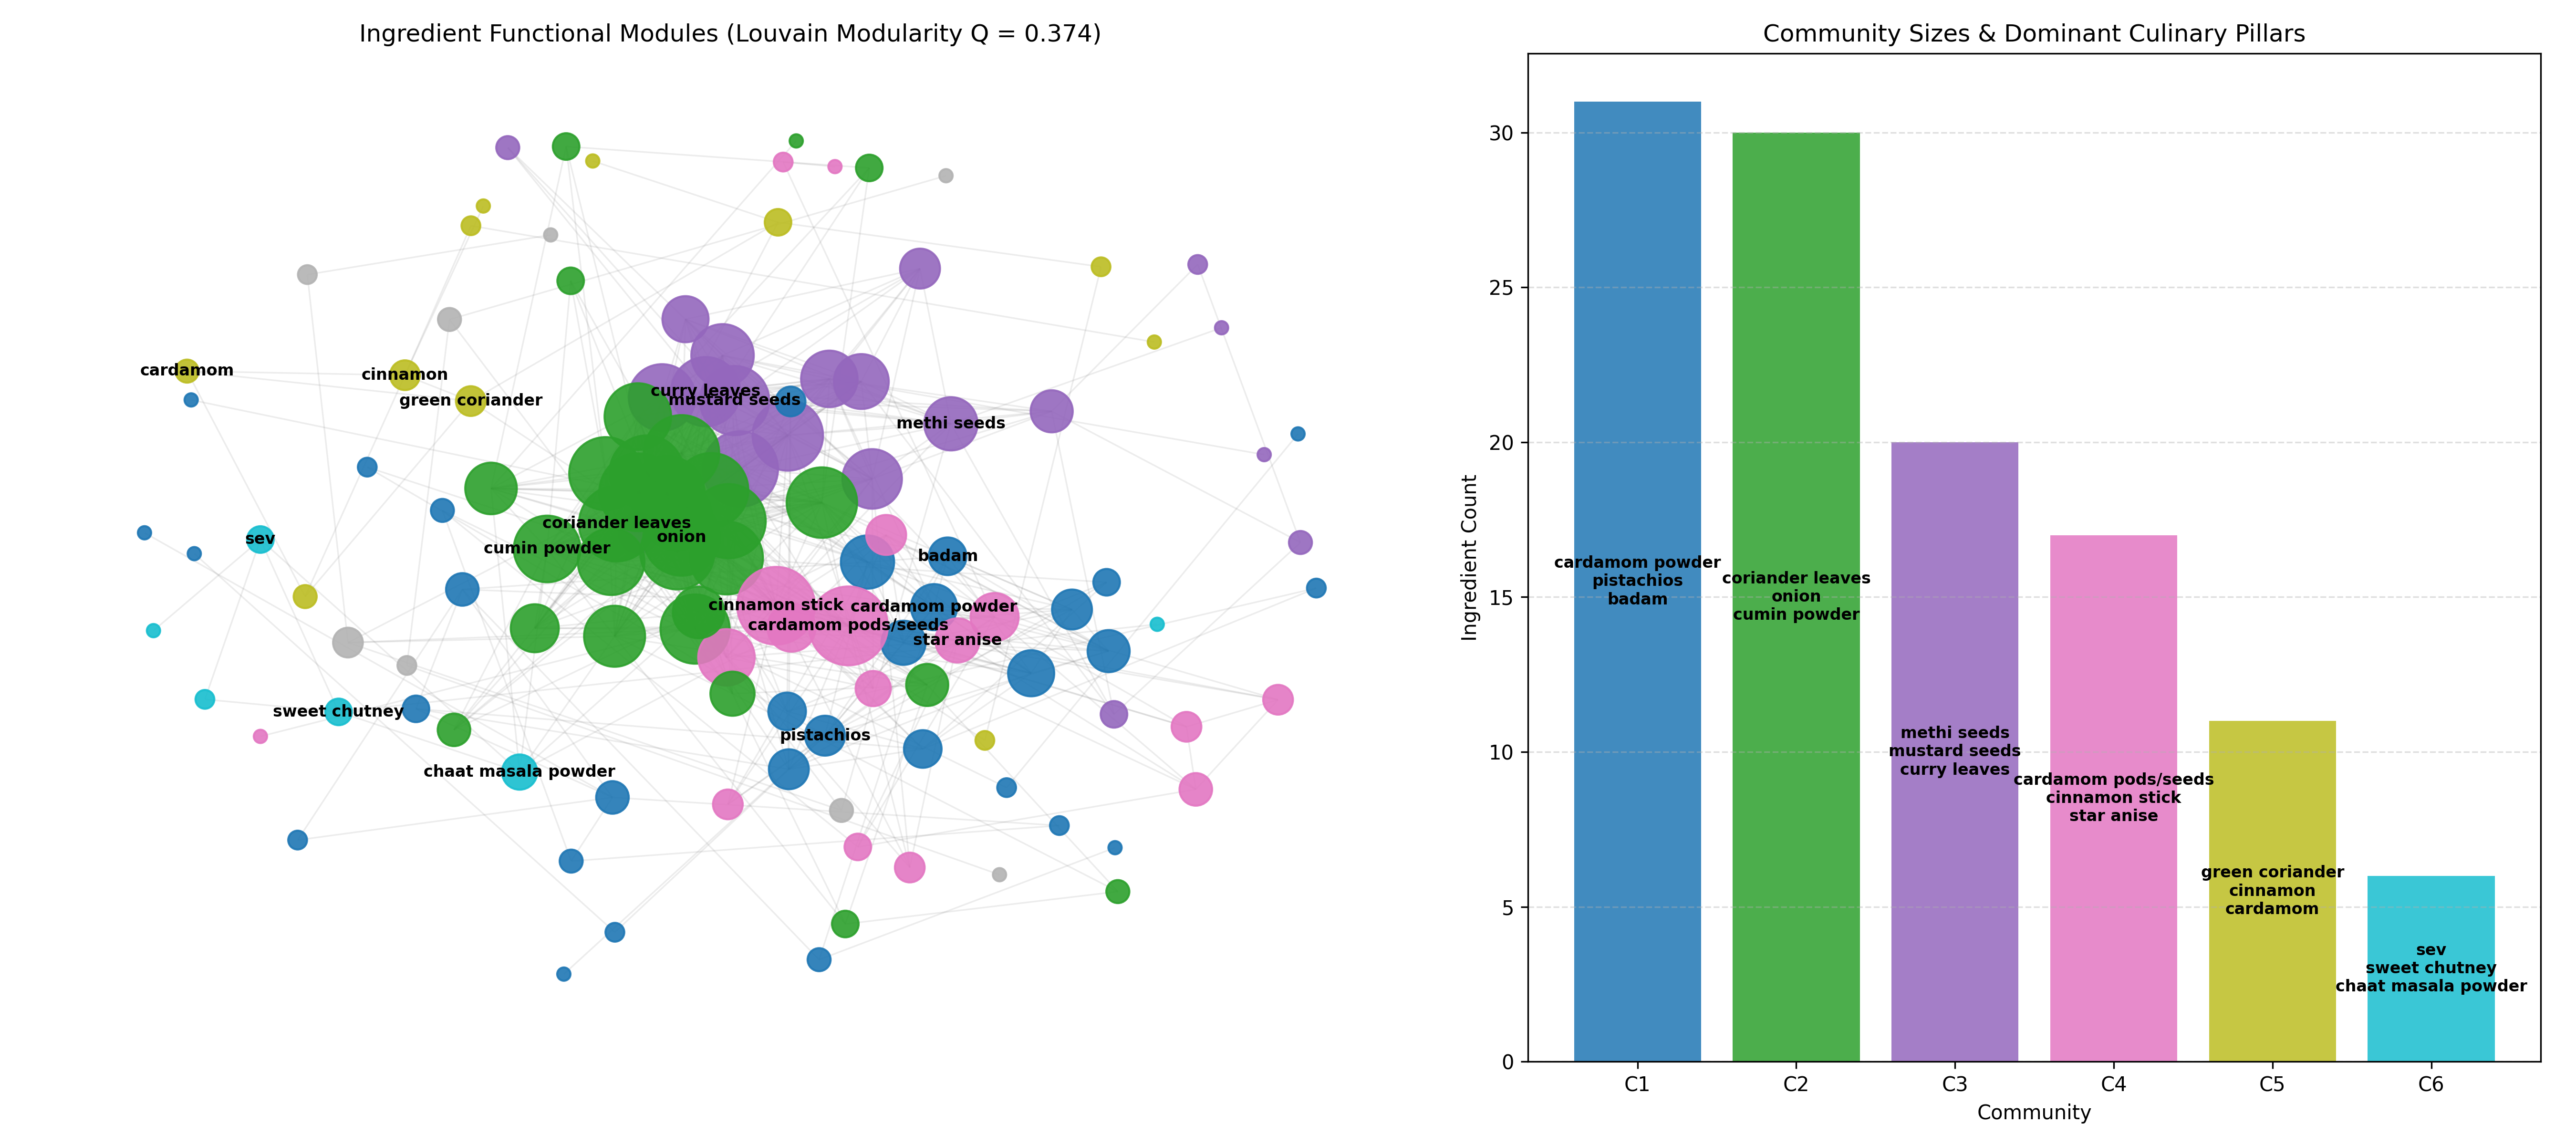 Ingredient Functional Modules (Louvain Modularity Q = 0.374)
cardamom
cinnamon
green coriander
curry leaves
mustard seeds
methi seeds
coriander leaves
onion
cumin powder
sev
badam
cinnamon stick
cardamom powder
cardamom pods/seeds
star anise
sweet chutney
pistachios
chaat masala powder
Community Sizes & Dominant Culinary Pillars
Ingredient Count
30
25
20
15
10
5
0
cardamom powder
pistachios
badam
coriander leaves
onion
cumin powder
methi seeds
mustard seeds
curry leaves
cardamom pods/seeds
cinnamon stick
star anise
green coriander
cinnamon
cardamom
sev
sweet chutney
chaat masala powder
C1
C2
C3
C4
C5
C6
Community